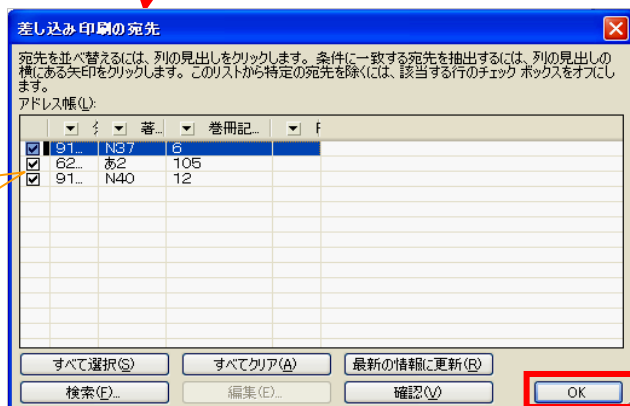 差し込み印刷の宛先
宛先を並べ替えるには、列の見出しをクリックします。条件に一致する宛先を抽出するには、列の見出しの
横にある矢印をクリックします。このリストから特定の宛先を除くには、該当する行のチェック ボックスをオフにし
ます。
アドレス帳(L):
著... 巻冊記...
91... N37 6
62... あ2 105
91... N40 12
すべて選択(S) すべてクリア(A) 最新の情報に更新(R)
検索(F)... 編集(E)... 確認(V) OK